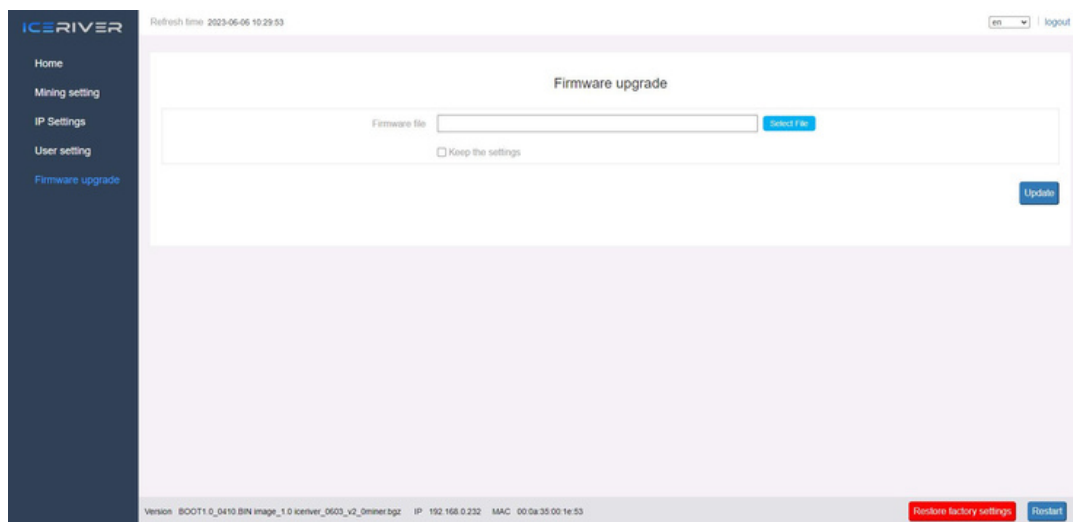 ICERIVER
Refresh time 2023-06-06 10:29:53
en
logout
Home
Mining setting
IP Settings
User setting
Firmware upgrade
Firmware upgrade
Firmware file
Select File
Keep the settings
Update
Version BOOT1.0_0410.BIN image_1.0 iceriver_0603_v2_0miner.bgz IP 192.168.0.232 MAC 00:0a:35:00:1e:53
Restore factory settings
Restart